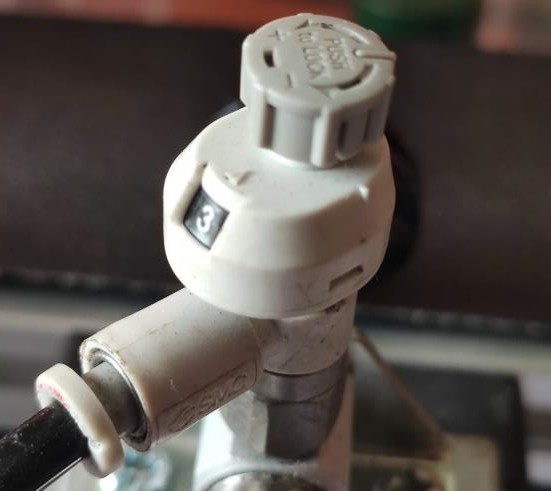 +
PUSH
to LOCK
-
3
SMC